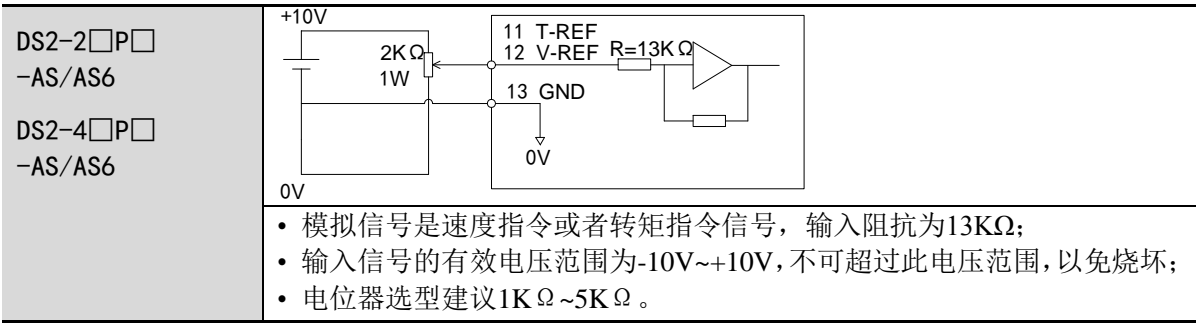 DS2-2□P□
-AS/AS6
DS2-4□P□
-AS/AS6
+10V
2KΩ
1W
0V
11 T-REF
12 V-REF
R=13KΩ
13 GND
0V
• 模拟信号是速度指令或者转矩指令信号，输入阻抗为13KΩ;
• 输入信号的有效电压范围为-10V~+10V，不可超过此电压范围，以免烧坏；
• 电位器选型建议1KΩ~5KΩ。